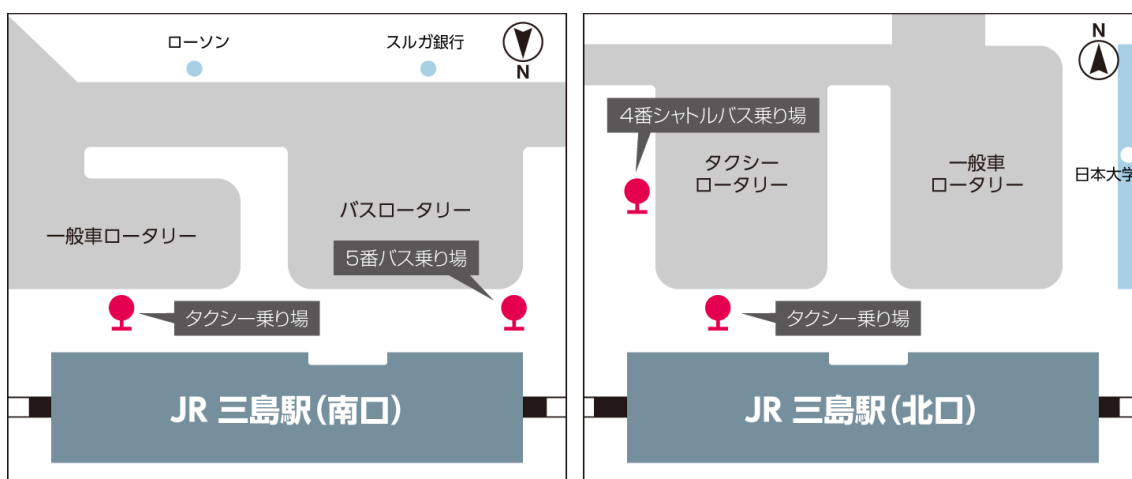 ローソン
スルガ銀行
N
バスロータリー
一般車ロータリー
5番バス乗り場
タクシー乗り場
JR 三島駅(南口)
N
4番シャトルバス乗り場
タクシー
ロータリー
一般車
ロータリー
日本大学
タクシー乗り場
JR 三島駅(北口)